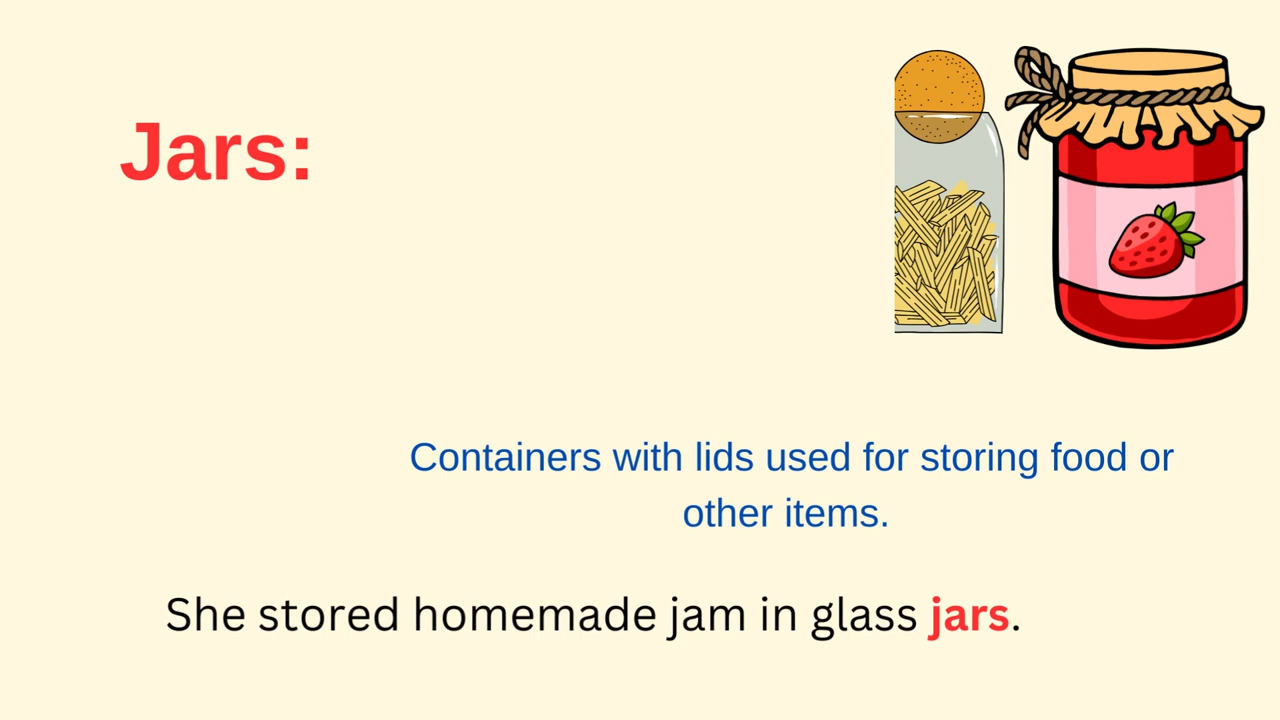 Jars:
Containers with lids used for storing food or
other items.
She stored homemade jam in glass jars.